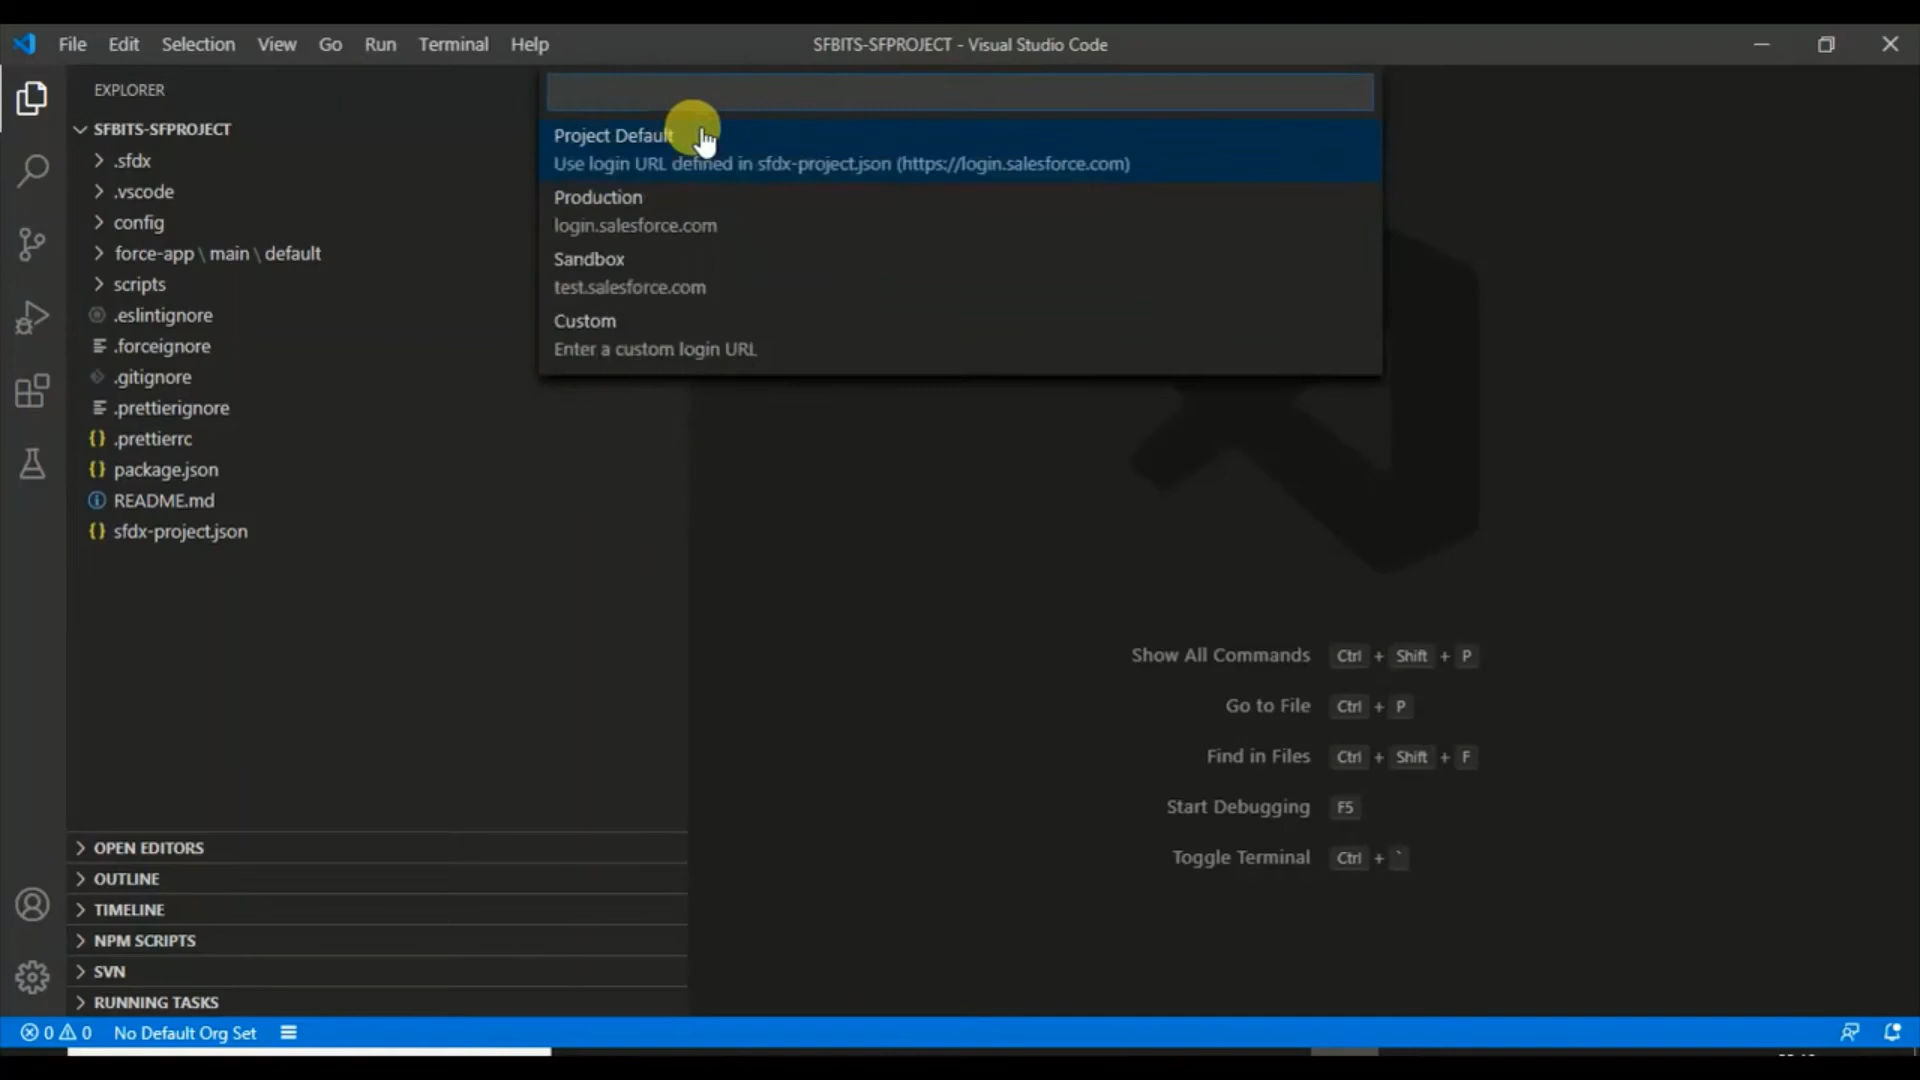 File Edit Selection View Go Run Terminal Help
SFBITS-SFPROJECT - Visual Studio Code
EXPLORER
SFBITS-SFPROJECT
.sfdx
.vscode
config
force-app \ main \ default
scripts
.eslintignore
.forceignore
.gitignore
.prettierignore
.prettierrc
package.json
README.md
sfdx-project.json
Project Default
Use login URL defined in sfdx-project.json (https://login.salesforce.com)
Production
login.salesforce.com
Sandbox
test.salesforce.com
Custom
Enter a custom login URL
Show All Commands Ctrl + Shift + P
Go to File Ctrl + P
Find in Files Ctrl + Shift + F
Start Debugging F5
Toggle Terminal Ctrl + `
OPEN EDITORS
OUTLINE
TIMELINE
NPM SCRIPTS
SVN
RUNNING TASKS
0 0 No Default Org Set